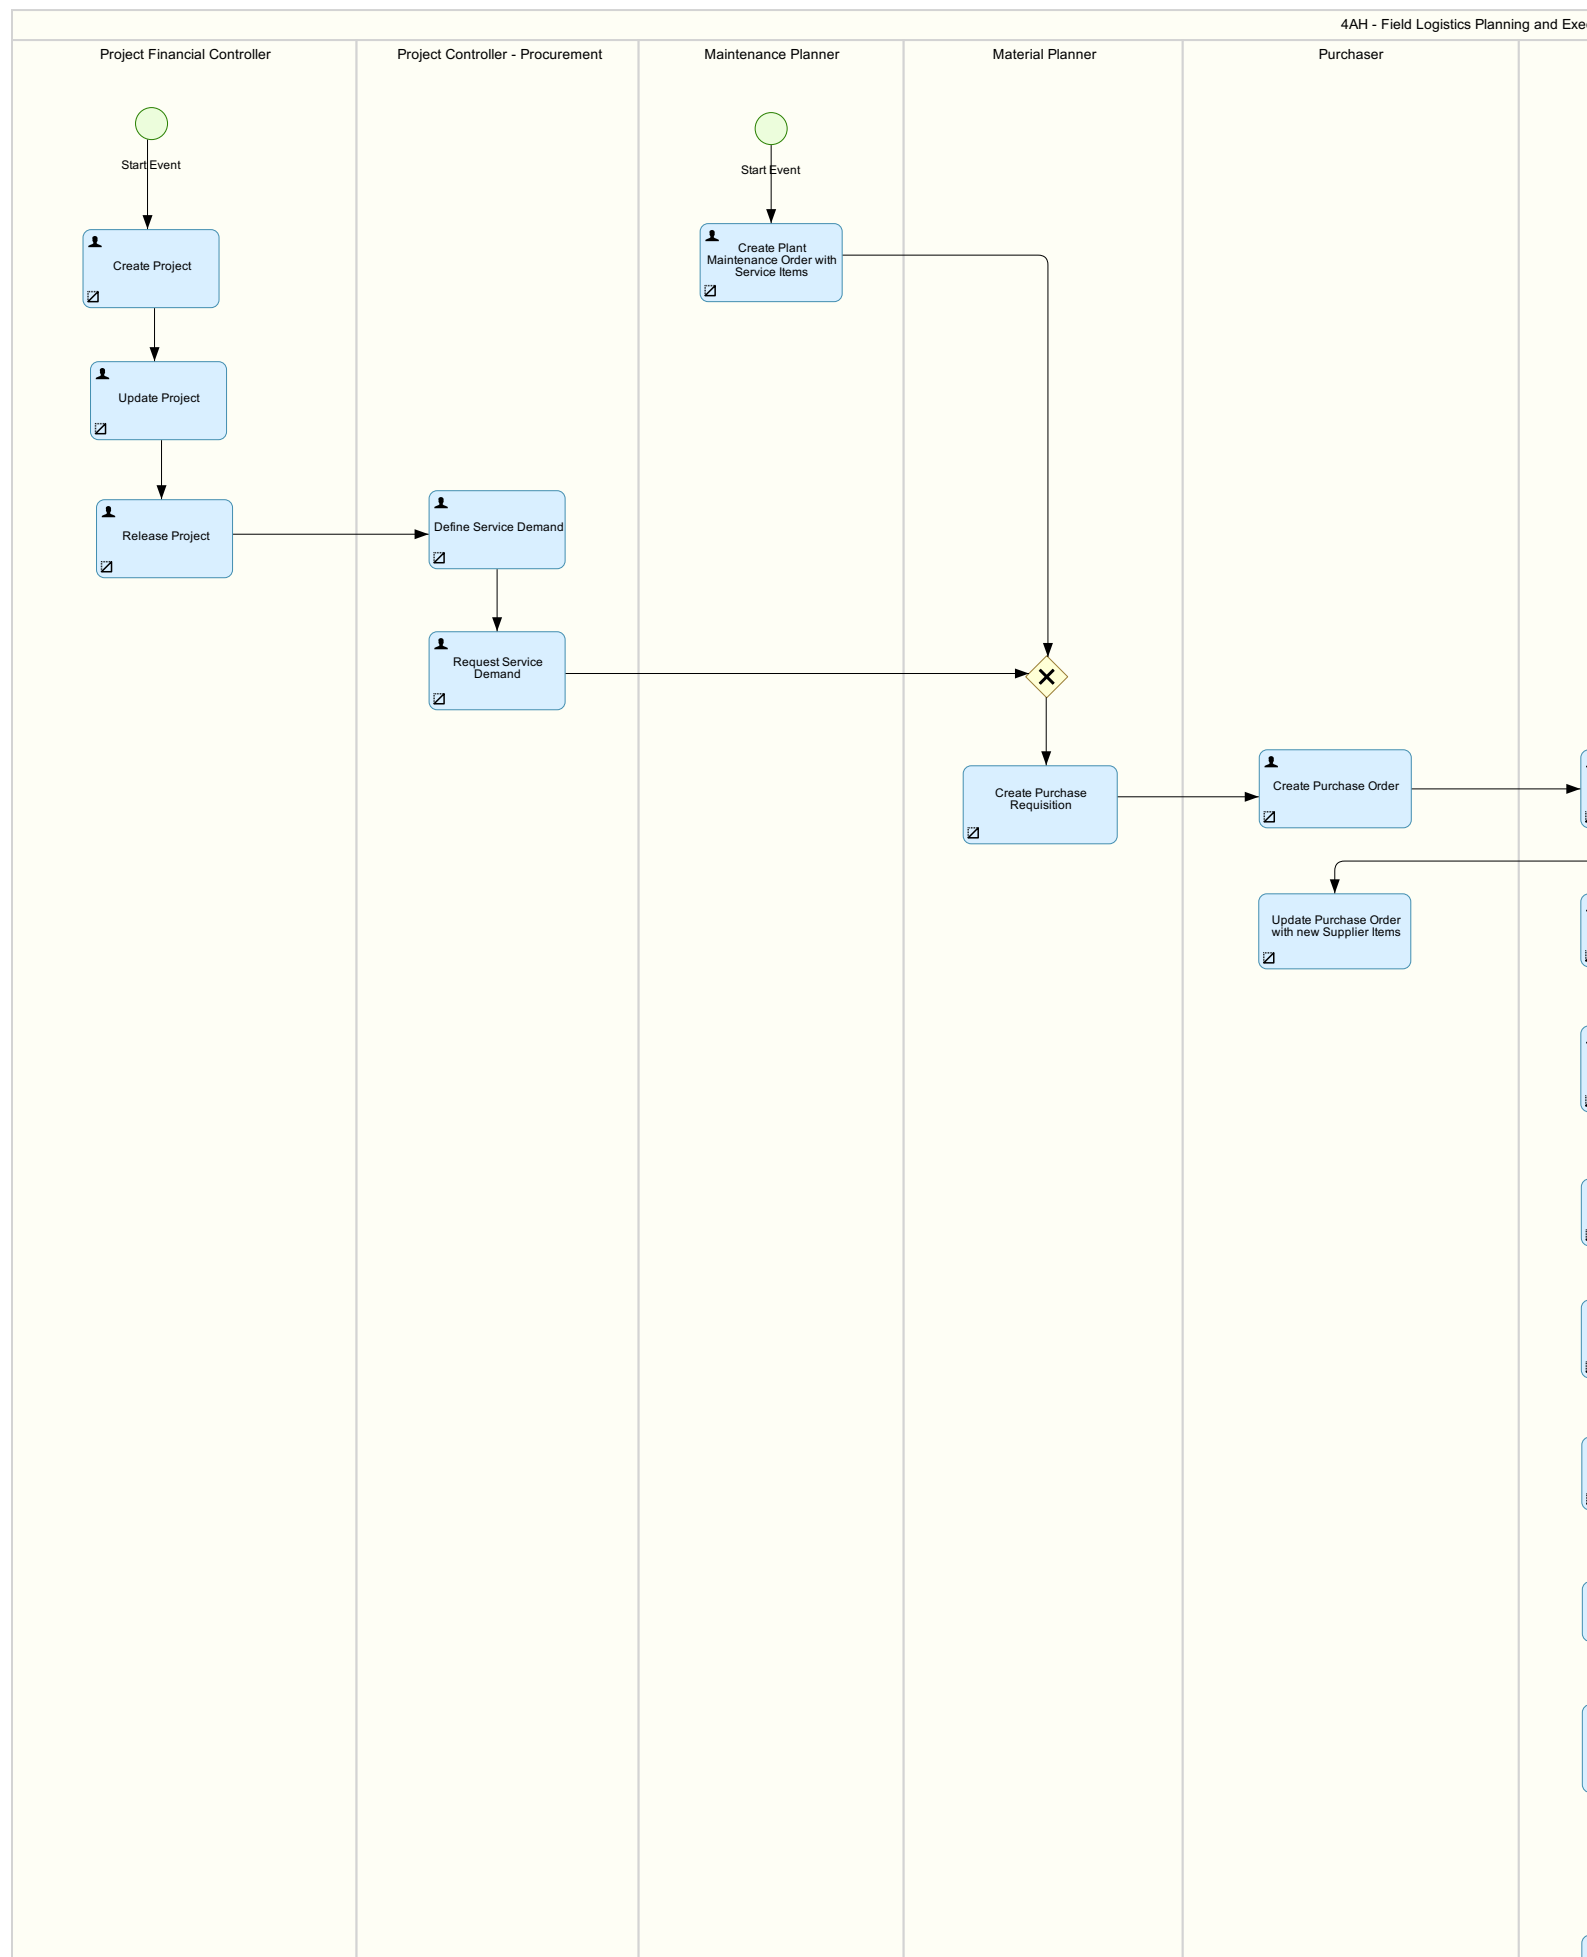 4AH - Field Logistics Planning and
Project Financial Controller
Project Controller - Procurement
Maintenance Planner
Material Planner
Purchaser
Start Event
Start Event
Create Project
Create Plant
Maintenance Order with
Service Items
Update Project
Release Project
Define Service Demand
Request Service
Demand
Create Purchase
Requisition
Create Purchase Order
Update Purchase Order
with new Supplier Items